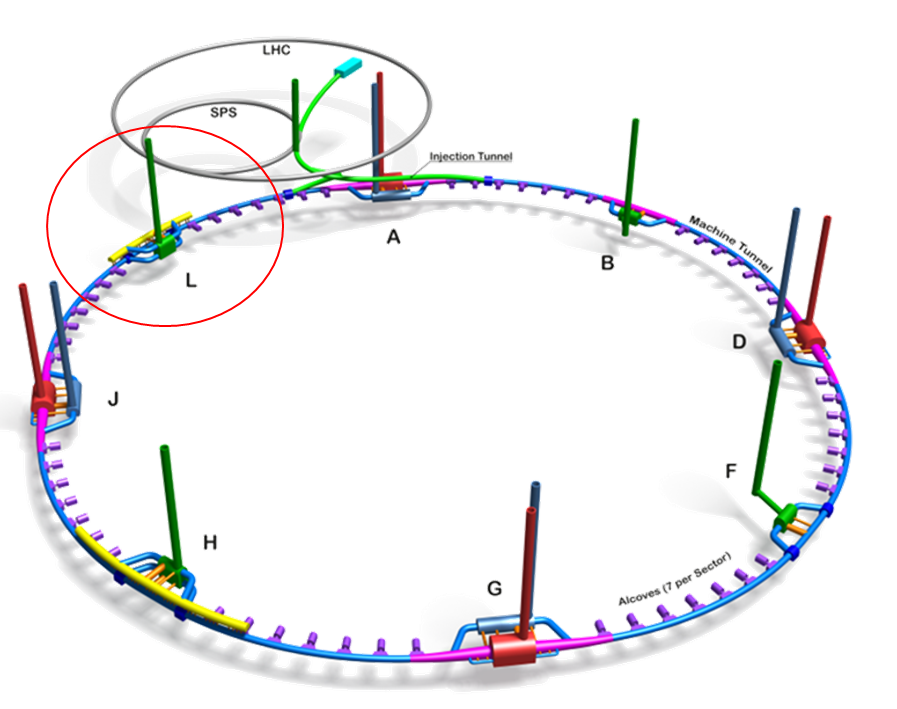 LHC
SPS
Injection Tunnel
A
B
Machine Tunnel
L
D
J
F
H
G
Alcoves (7 per Sector)